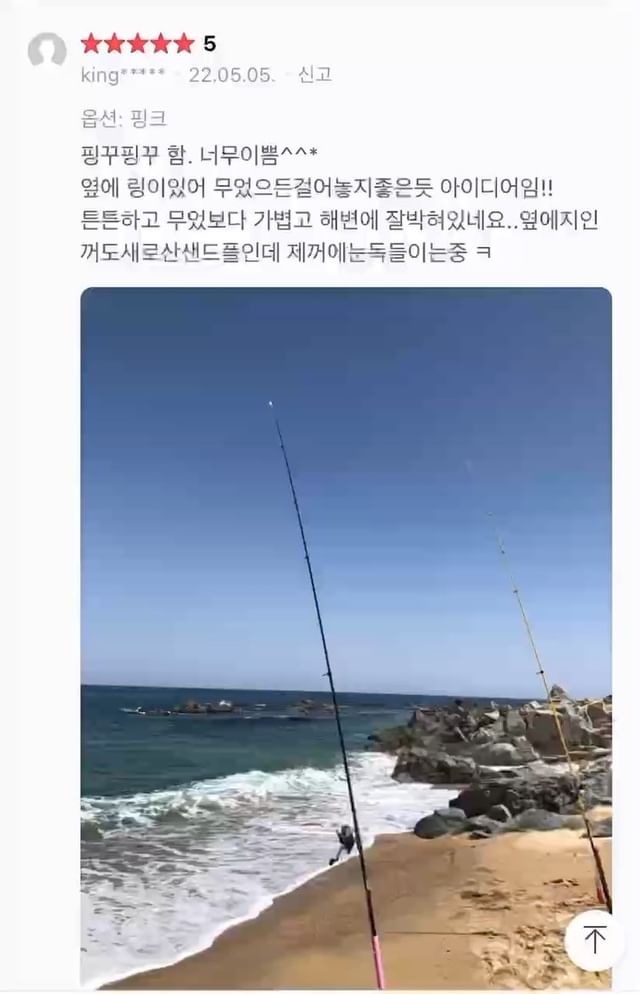 ★★★★★ 5
king***** · 22.05.05. · 신고
옵션: 핑크
핑꾸핑꾸 함. 너무이쁨^^*
옆에 링이있어 무었으든걸어놓지좋은듯 아이디어임!!
튼튼하고 무었보다 가볍고 해변에 잘박혀있네요..옆에지인
꺼도새로산샌드폴인데 제꺼에눈독들이는중 ㅋ